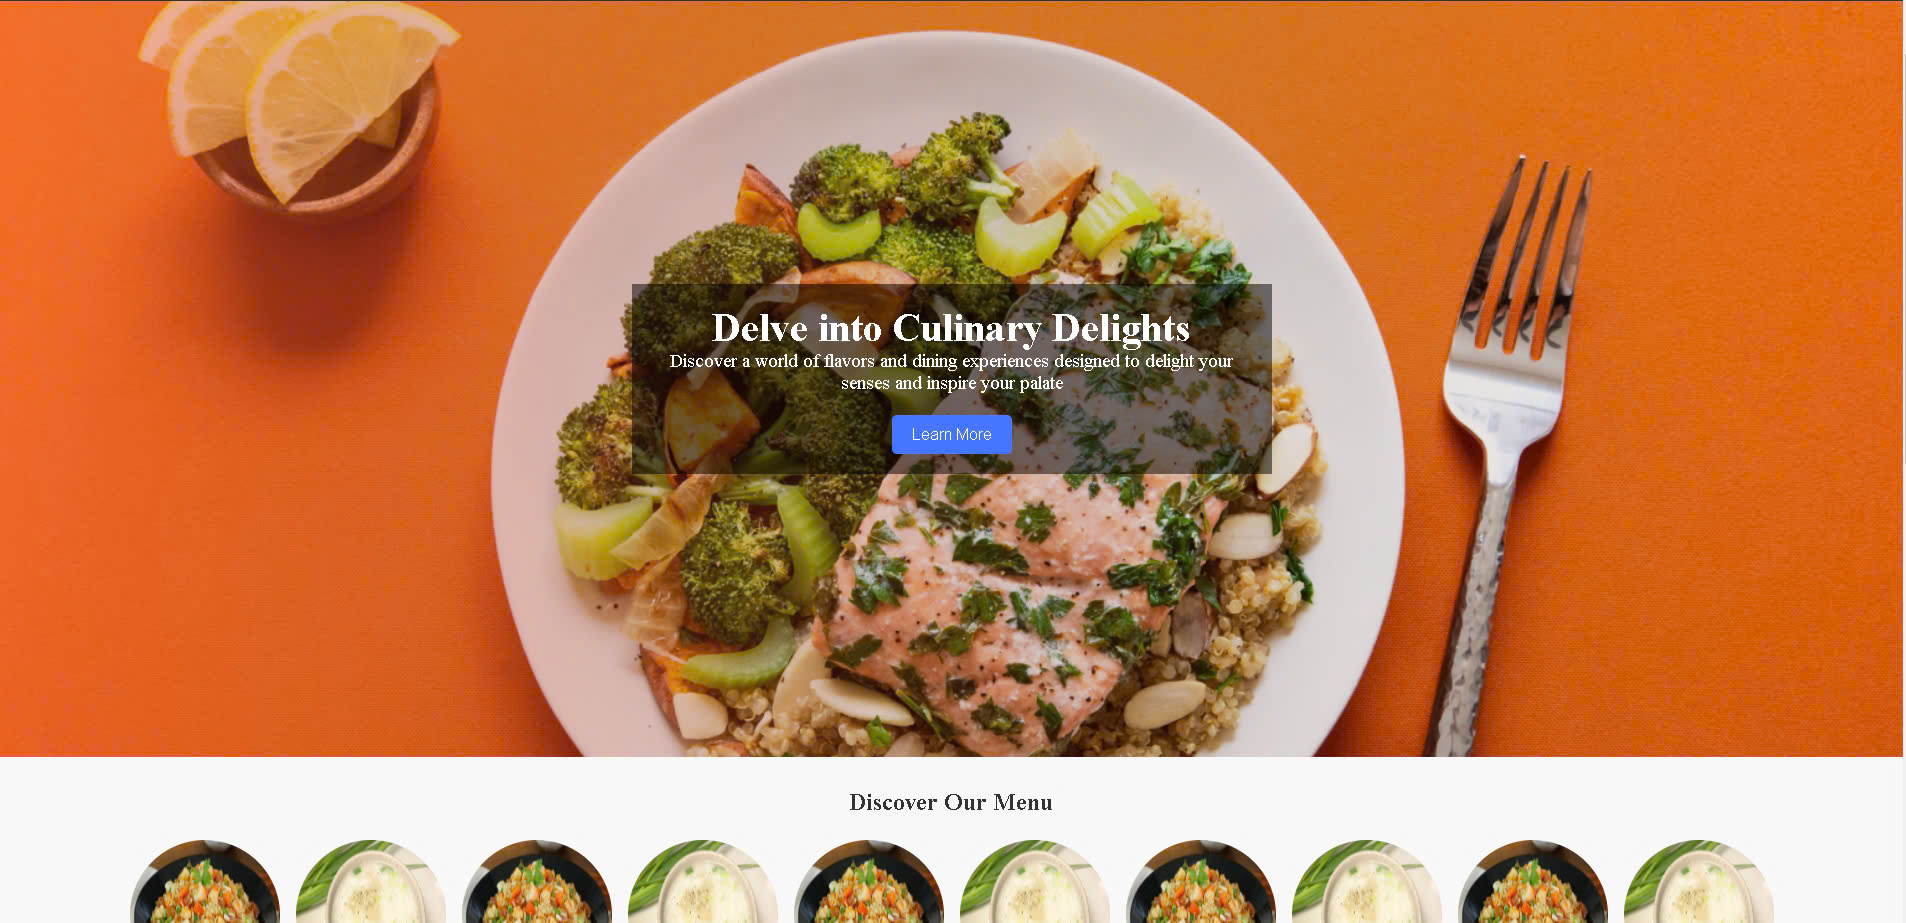 Delve into Culinary Delights
Discover a world of flavors and dining experiences designed to delight your
senses and inspire your palate
Learn More
Discover Our Menu